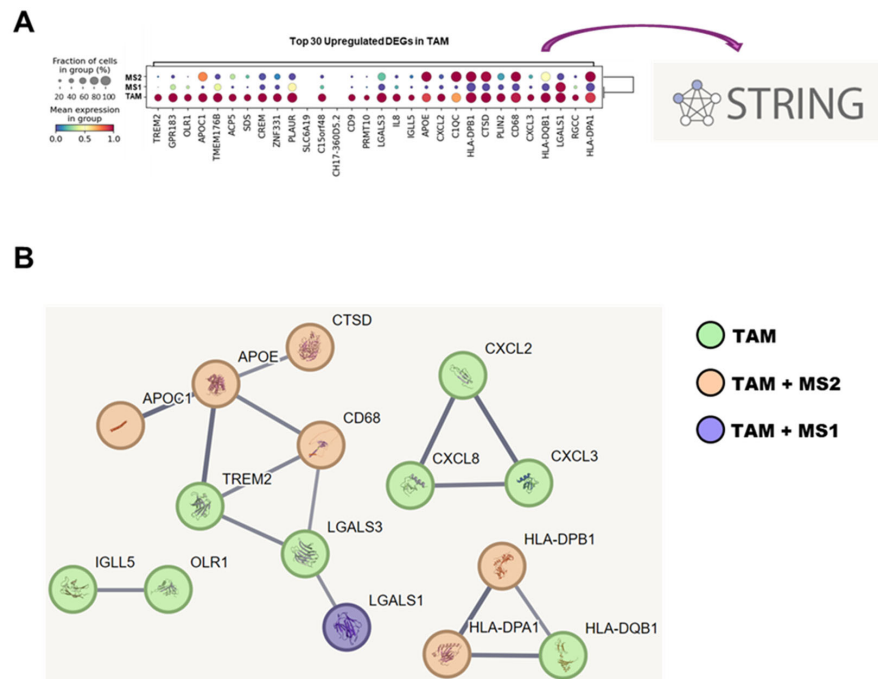 A
Top 30 Upregulated DEGs in TAM
Fraction of cells
in group (%)
20 40 60 80 100
Mean expression
in group
0.0 0.5 1.0
MS2
MS1
TAM
TREM2
GPR183
OLR1
APOC1
TMEM176B
ACP5
SDS
CREM
ZNF331
PLAUR
SLC6A19
C15orf48
CH17-360D5.2
CD9
PRMT10
LGALS3
IL8
IGLL5
APOE
CXCL2
C1QC
HLA-DPB1
CTSD
PLIN2
CD68
CXCL3
HLA-DQB1
LGALS1
RGCC
HLA-DPA1
STRING
B
CTSD
APOE
APOC1
CD68
TREM2
LGALS3
IGLL5
OLR1
LGALS1
CXCL2
CXCL8
CXCL3
HLA-DPB1
HLA-DPA1
HLA-DQB1
TAM
TAM + MS2
TAM + MS1